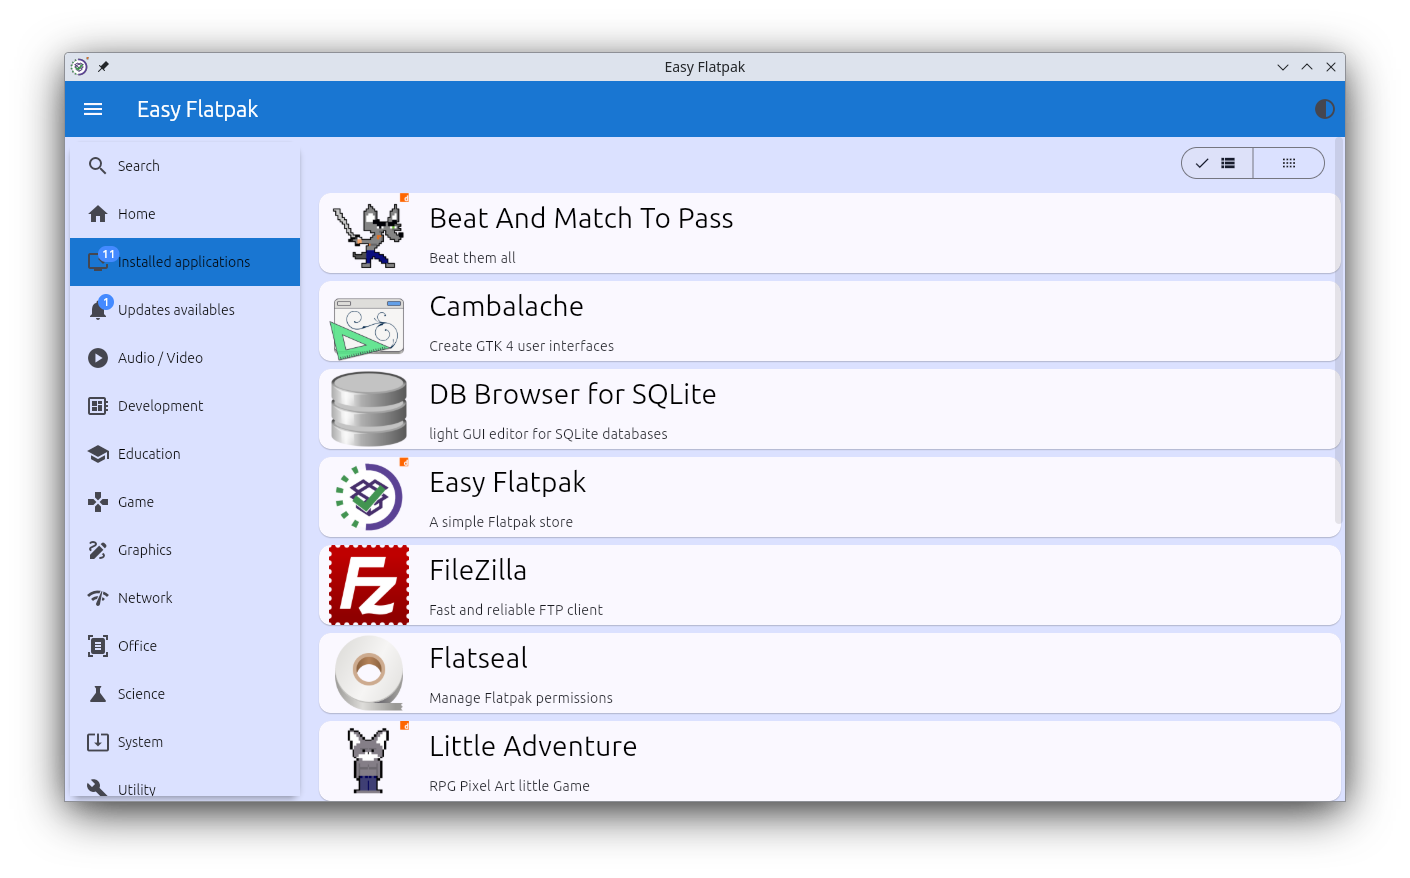 Easy Flatpak
Easy Flatpak
Search
Home
11
Installed applications
1
Updates availables
Audio / Video
Development
Education
Game
Graphics
Network
Office
Science
System
Utility
Beat And Match To Pass
Beat them all
Cambalache
Create GTK 4 user interfaces
DB Browser for SQLite
light GUI editor for SQLite databases
Easy Flatpak
A simple Flatpak store
Fz
FileZilla
Fast and reliable FTP client
Flatseal
Manage Flatpak permissions
Little Adventure
RPG Pixel Art little Game